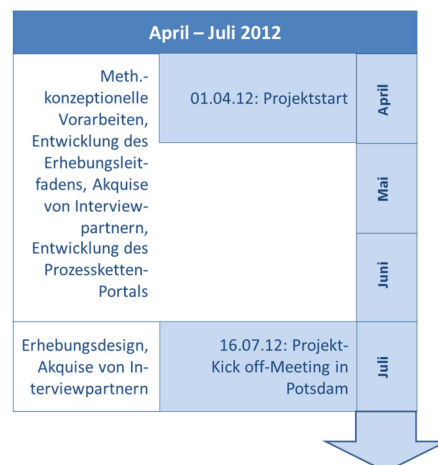 April – Juli 2012
Meth.-
konzeptionelle
Vorarbeiten,
Entwicklung des
Erhebungsleit-
fadens, Akquise
von Interview-
partnern,
Entwicklung des
Prozessketten-
Portals
01.04.12: Projektstart
April
Mai
Juni
Erhebungsdesign,
Akquise von In-
terviewpartnern
16.07.12: Projekt-
Kick off-Meeting in
Potsdam
Juli